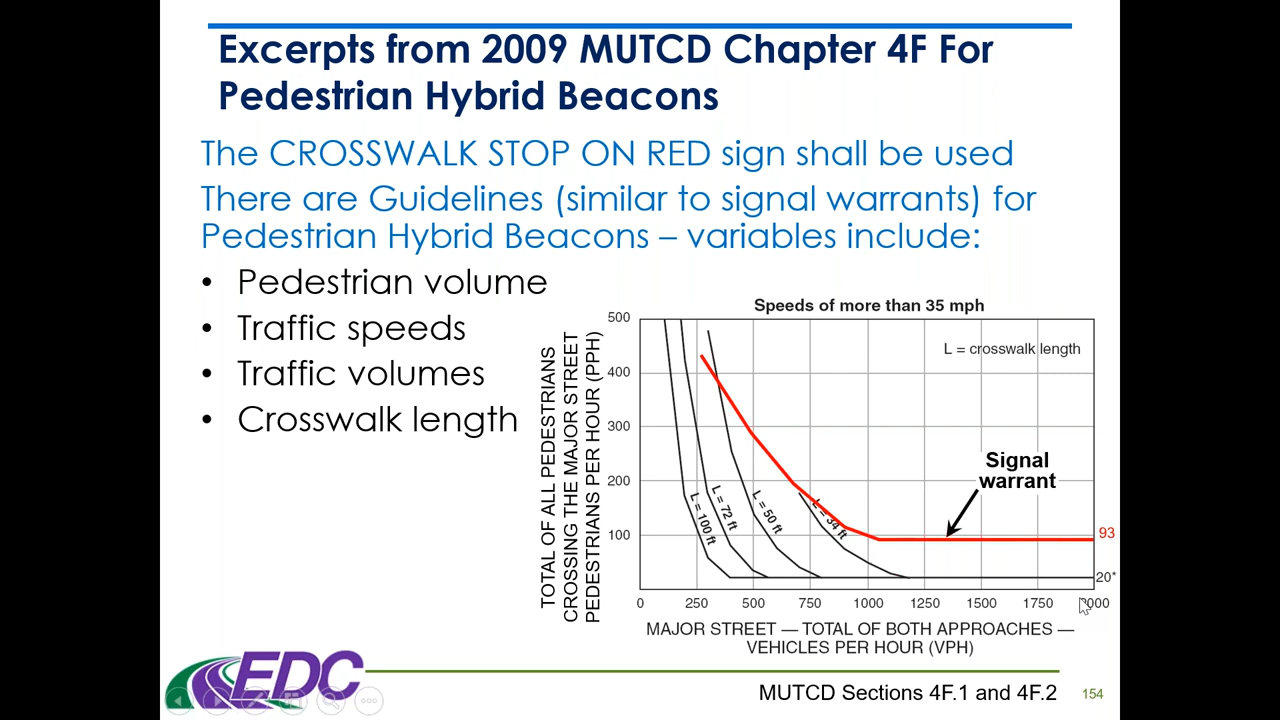 Excerpts from 2009 MUTCD Chapter 4F For
Pedestrian Hybrid Beacons
The CROSSWALK STOP ON RED sign shall be used
There are Guidelines (similar to signal warrants) for
Pedestrian Hybrid Beacons – variables include:
• Pedestrian volume
• Traffic speeds
• Traffic volumes
• Crosswalk length
Speeds of more than 35 mph
TOTAL OF ALL PEDESTRIANS
CROSSING THE MAJOR STREET
PEDESTRIANS PER HOUR (PPH)
500
400
300
200
100
L = crosswalk length
Signal
warrant
L = 100 ft
L = 72 ft
L = 50 ft
L = 34 ft
93
20*
0 250 500 750 1000 1250 1500 1750 2000
MAJOR STREET — TOTAL OF BOTH APPROACHES —
VEHICLES PER HOUR (VPH)
EDC
MUTCD Sections 4F.1 and 4F.2
154